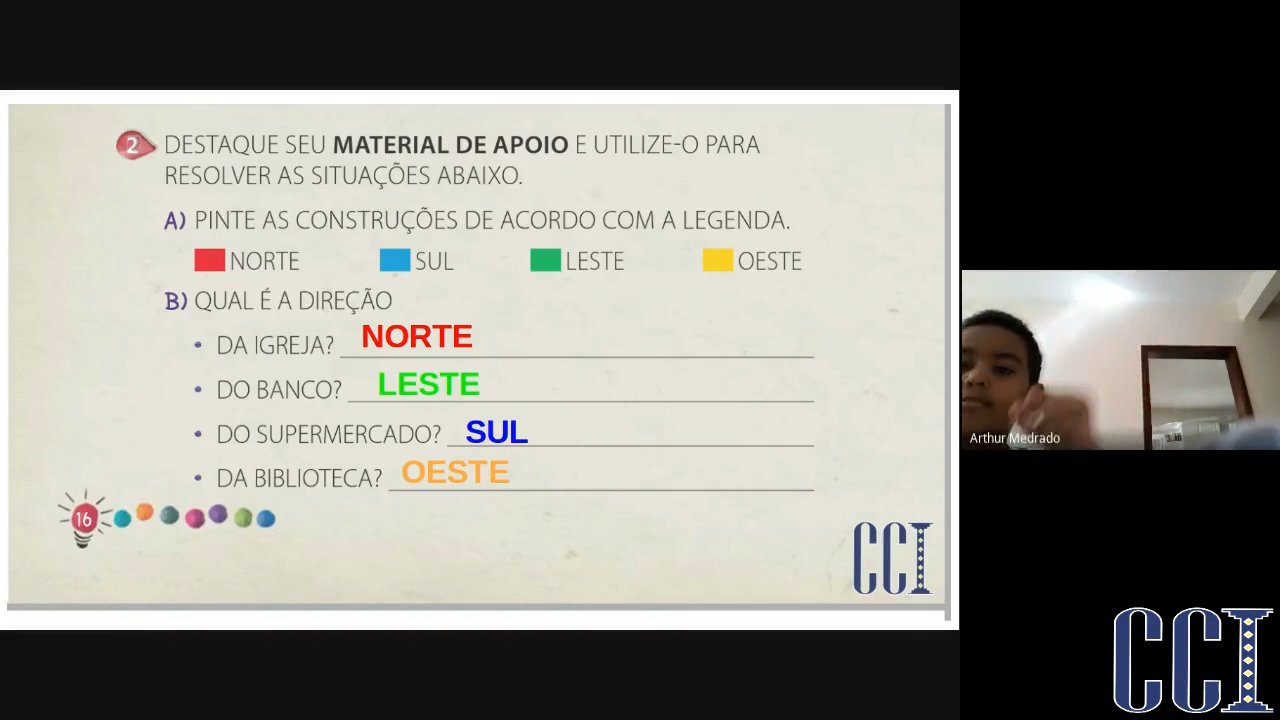 2 DESTAQUE SEU MATERIAL DE APOIO E UTILIZE-O PARA
RESOLVER AS SITUAÇÕES ABAIXO.
A) PINTE AS CONSTRUÇÕES DE ACORDO COM A LEGENDA.
NORTE SUL LESTE OESTE
B) QUAL É A DIREÇÃO
• DA IGREJA? NORTE
• DO BANCO? LESTE
• DO SUPERMERCADO? SUL
• DA BIBLIOTECA? OESTE
16
CCI
Arthur Medrado
CCI